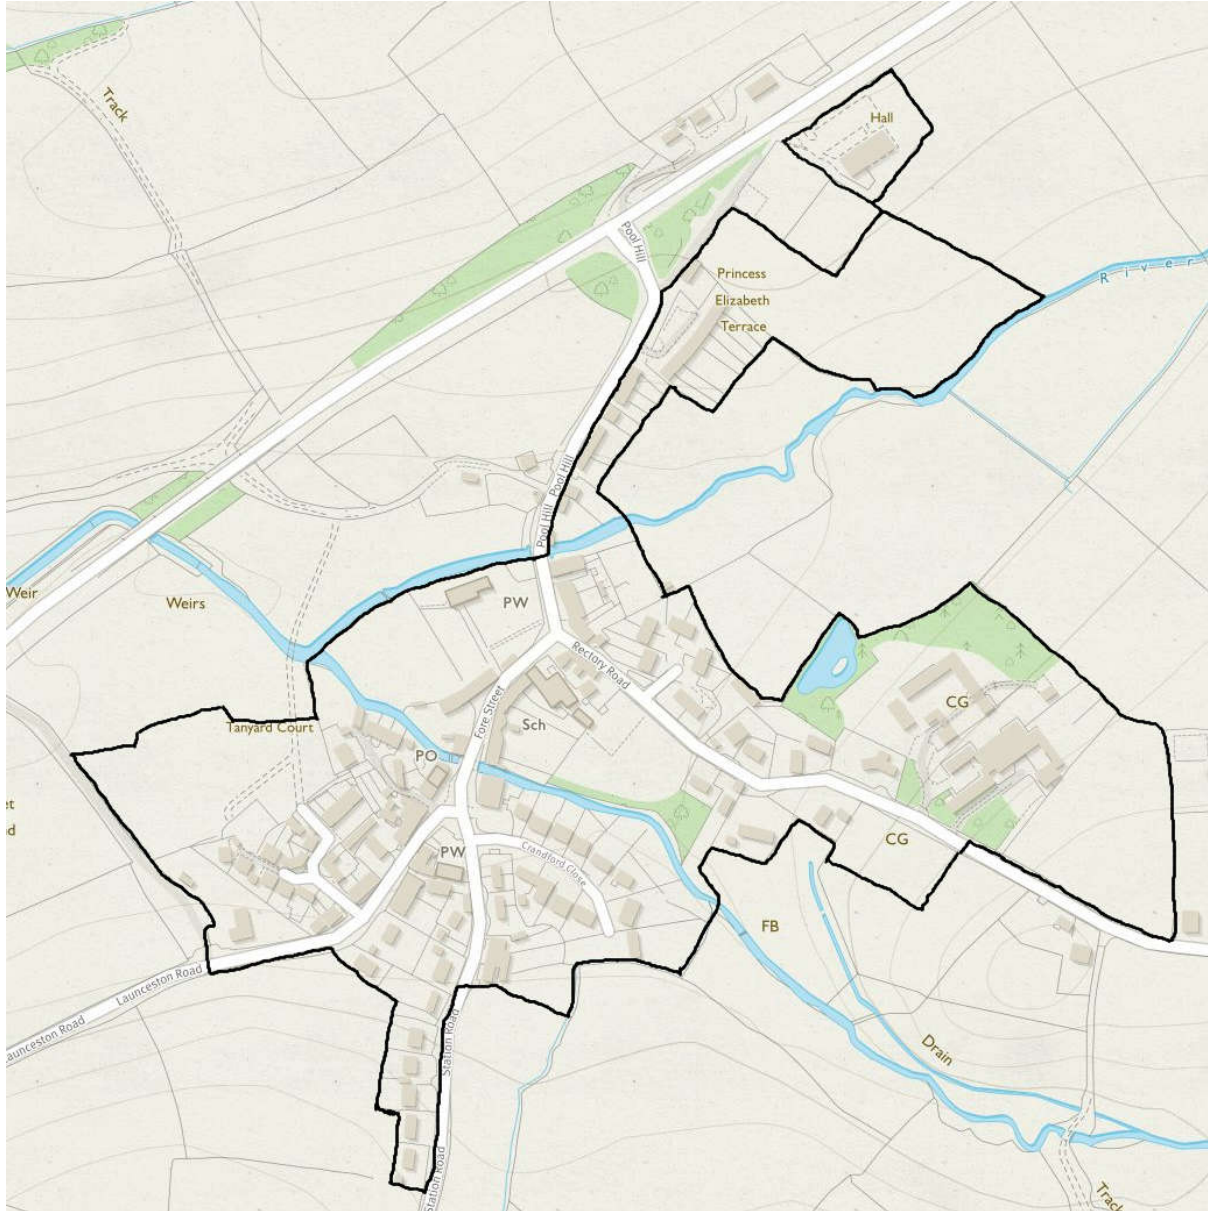 Track
Hall
Pool Hill
River
Princess
Elizabeth
Terrace
Pool Hill
Pool Hill
Weir
Weirs
PW
Rectory Road
Fore Street
Sch
CG
Tanyard Court
PO
et
d
PW
Crandford Close
CG
FB
Launceston Road
Launceston Road
Station Road
Drain
Station Road
Track